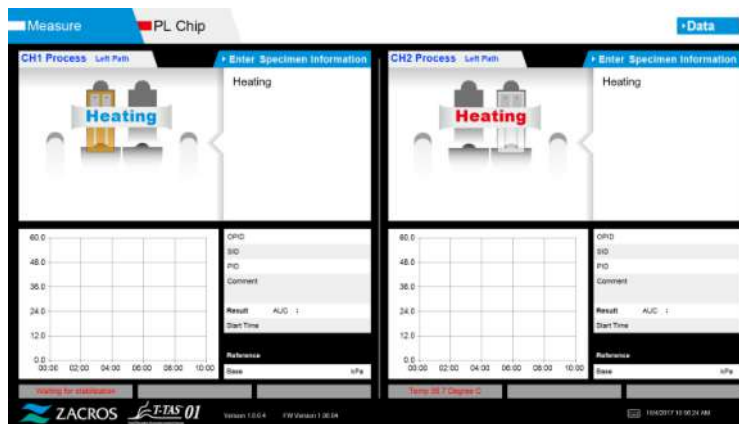 Measure
PL Chip
Data
CH1 Process Left Path
Enter Specimen Information
Heating
Heating
60.0
48.0
36.0
24.0
12.0
0.0
00:00 02:00 04:00 06:00 08:00 10:00
OPID
SID
PID
Comment
Result AUC :
Start Time
Reference
Base kPa
Waiting for stabilization
CH2 Process Left Path
Enter Specimen Information
Heating
Heating
60.0
48.0
36.0
24.0
12.0
0.0
00:00 02:00 04:00 06:00 08:00 10:00
OPID
SID
PID
Comment
Result AUC :
Start Time
Reference
Base kPa
Degree C
ZACROS T-TAS 01
Version
FW Version